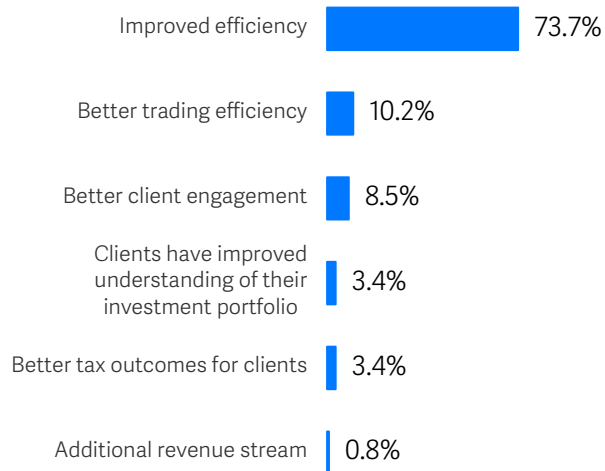 Improved efficiency 73.7%
Better trading efficiency 10.2%
Better client engagement 8.5%
Clients have improved
understanding of their
investment portfolio 3.4%
Better tax outcomes for clients 3.4%
Additional revenue stream 0.8%